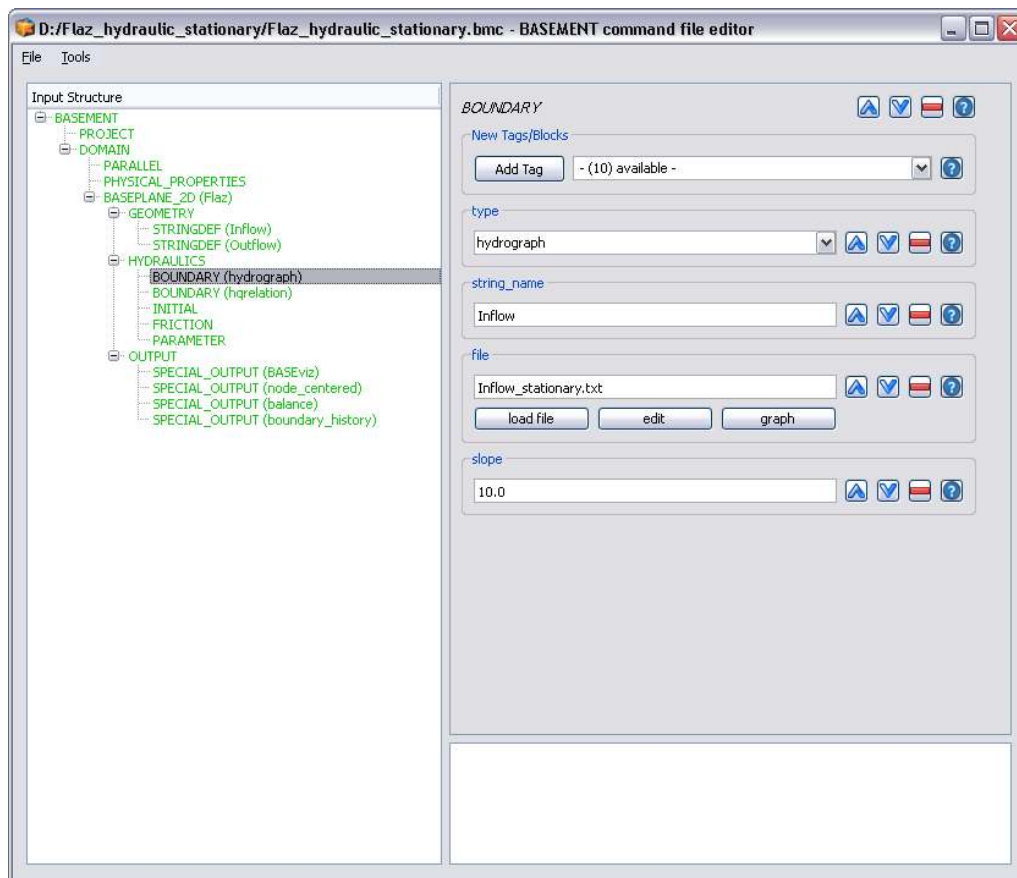 D:/Flaz_hydraulic_stationary/Flaz_hydraulic_stationary.bmc - BASEMENT command file editor
File Tools
Input Structure
BASEMENT
PROJECT
DOMAIN
PARALLEL
PHYSICAL_PROPERTIES
BASEPLANE_2D (Flaz)
GEOMETRY
STRINGDEF (Inflow)
STRINGDEF (Outflow)
HYDRAULICS
BOUNDARY (hydrograph)
BOUNDARY (hqrelation)
INITIAL
FRICTION
PARAMETER
OUTPUT
SPECIAL_OUTPUT (BASEviz)
SPECIAL_OUTPUT (node_centered)
SPECIAL_OUTPUT (balance)
SPECIAL_OUTPUT (boundary_history)
BOUNDARY
New Tags/Blocks
Add Tag - (10) available -
type
hydrograph
string_name
Inflow
file
Inflow_stationary.txt
load file edit graph
slope
10.0